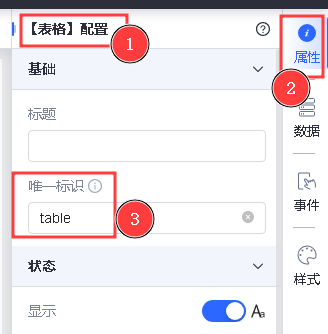 【表格】配置
1
属性
2
基础
标题
数据
唯一标识
table
3
事件
状态
样式
显示
Aa